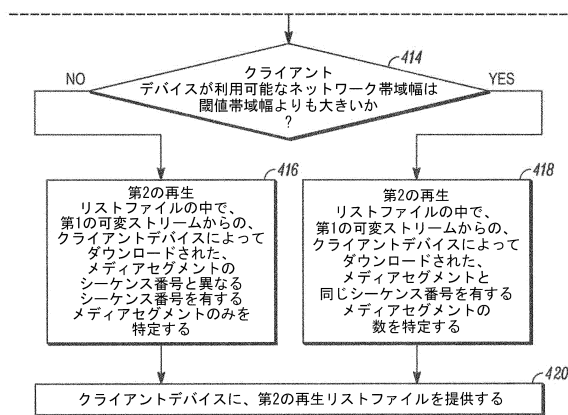 414
クライアント
デバイスが利用可能なネットワーク帯域幅は
閾値帯域幅よりも大きいか
?
NO
YES
416
第2の再生
リストファイルの中で、
第1の可変ストリームからの、
クライアントデバイスによって
ダウンロードされた、
メディアセグメントの
シーケンス番号と異なる
シーケンス番号を有する
メディアセグメントのみを
特定する
418
第2の再生
リストファイルの中で、
第1の可変ストリームからの、
クライアントデバイスによって
ダウンロードされた、
メディアセグメントと
同じシーケンス番号を有する
メディアセグメントの
数を特定する
420
クライアントデバイスに、第2の再生リストファイルを提供する